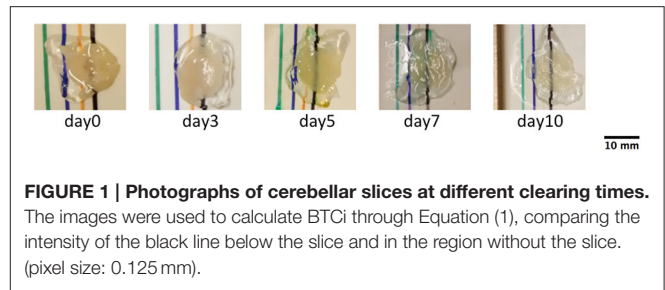 day0 day3 day5 day7 day10
10 mm
FIGURE 1 | Photographs of cerebellar slices at different clearing times.
The images were used to calculate BTCi through Equation (1), comparing the
intensity of the black line below the slice and in the region without the slice.
(pixel size: 0.125 mm).